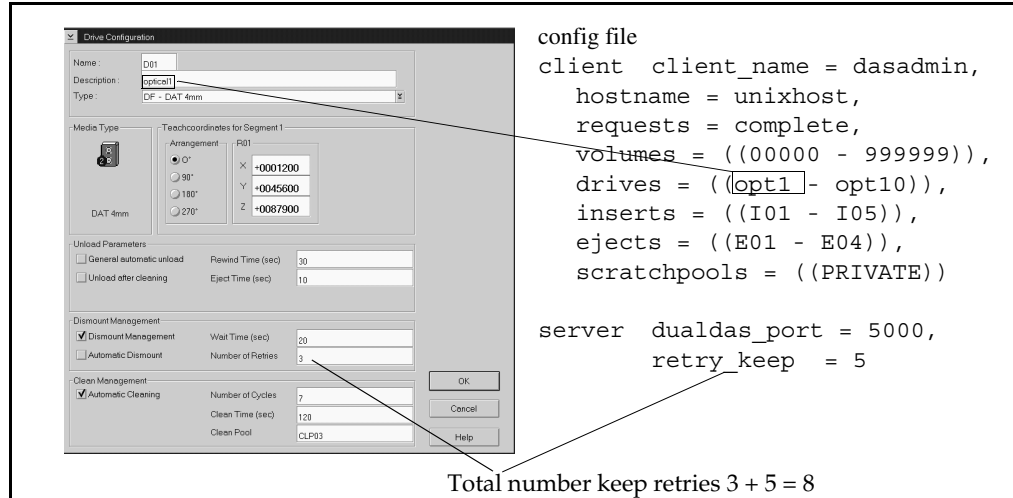 Drive Configuration
Name :
D01
Description :
optical1
Type :
DF - DAT 4mm
Media Type
2
DAT 4mm
Teachcoordinates for Segment 1
Arrangement
0°
90°
180°
270°
R01
X +0001200
Y +0045600
Z +0087900
Unload Parameters
General automatic unload
Rewind Time (sec)
30
Unload after cleaning
Eject Time (sec)
10
Dismount Management
Dismount Management
Wait Time (sec)
20
Automatic Dismount
Number of Retries
3
Clean Management
Automatic Cleaning
Number of Cycles
7
Clean Time (sec)
120
Clean Pool
CLP03
OK
Cancel
Help
config file
client client_name = dasadmin,
hostname = unixhost,
requests = complete,
volumes = ((00000 - 999999)),
drives = ((opt1 - opt10)),
inserts = ((I01 - I05)),
ejects = ((E01 - E04)),
scratchpools = ((PRIVATE))
server dualdas_port = 5000,
retry_keep = 5
Total number keep retries 3 + 5 = 8